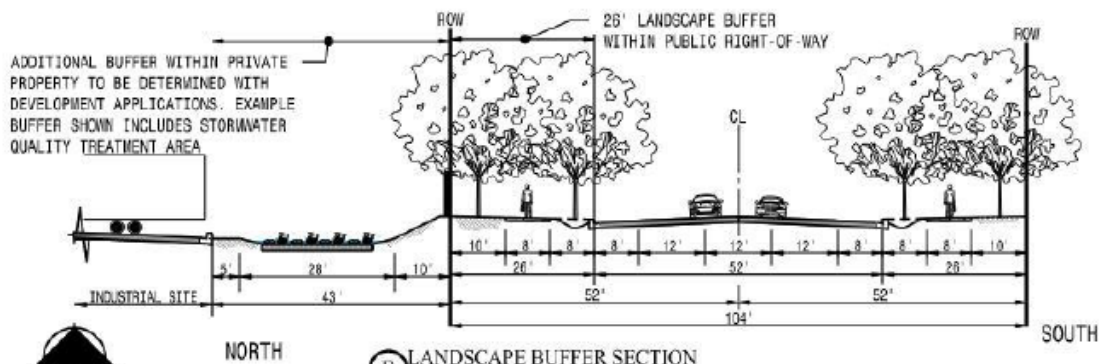 ROW
26' LANDSCAPE BUFFER
WITHIN PUBLIC RIGHT-OF-WAY
ROW
ADDITIONAL BUFFER WITHIN PRIVATE
PROPERTY TO BE DETERMINED WITH
DEVELOPMENT APPLICATIONS. EXAMPLE
BUFFER SHOWN INCLUDES STORMWATER
QUALITY TREATMENT AREA
CL
10' 8' 8' 8' 12' 12' 12' 8' 8' 8' 10'
5' 28' 10' 26' 52' 26'
INDUSTRIAL SITE 43' 52' 52'
104'
NORTH
SOUTH
B LANDSCAPE BUFFER SECTION